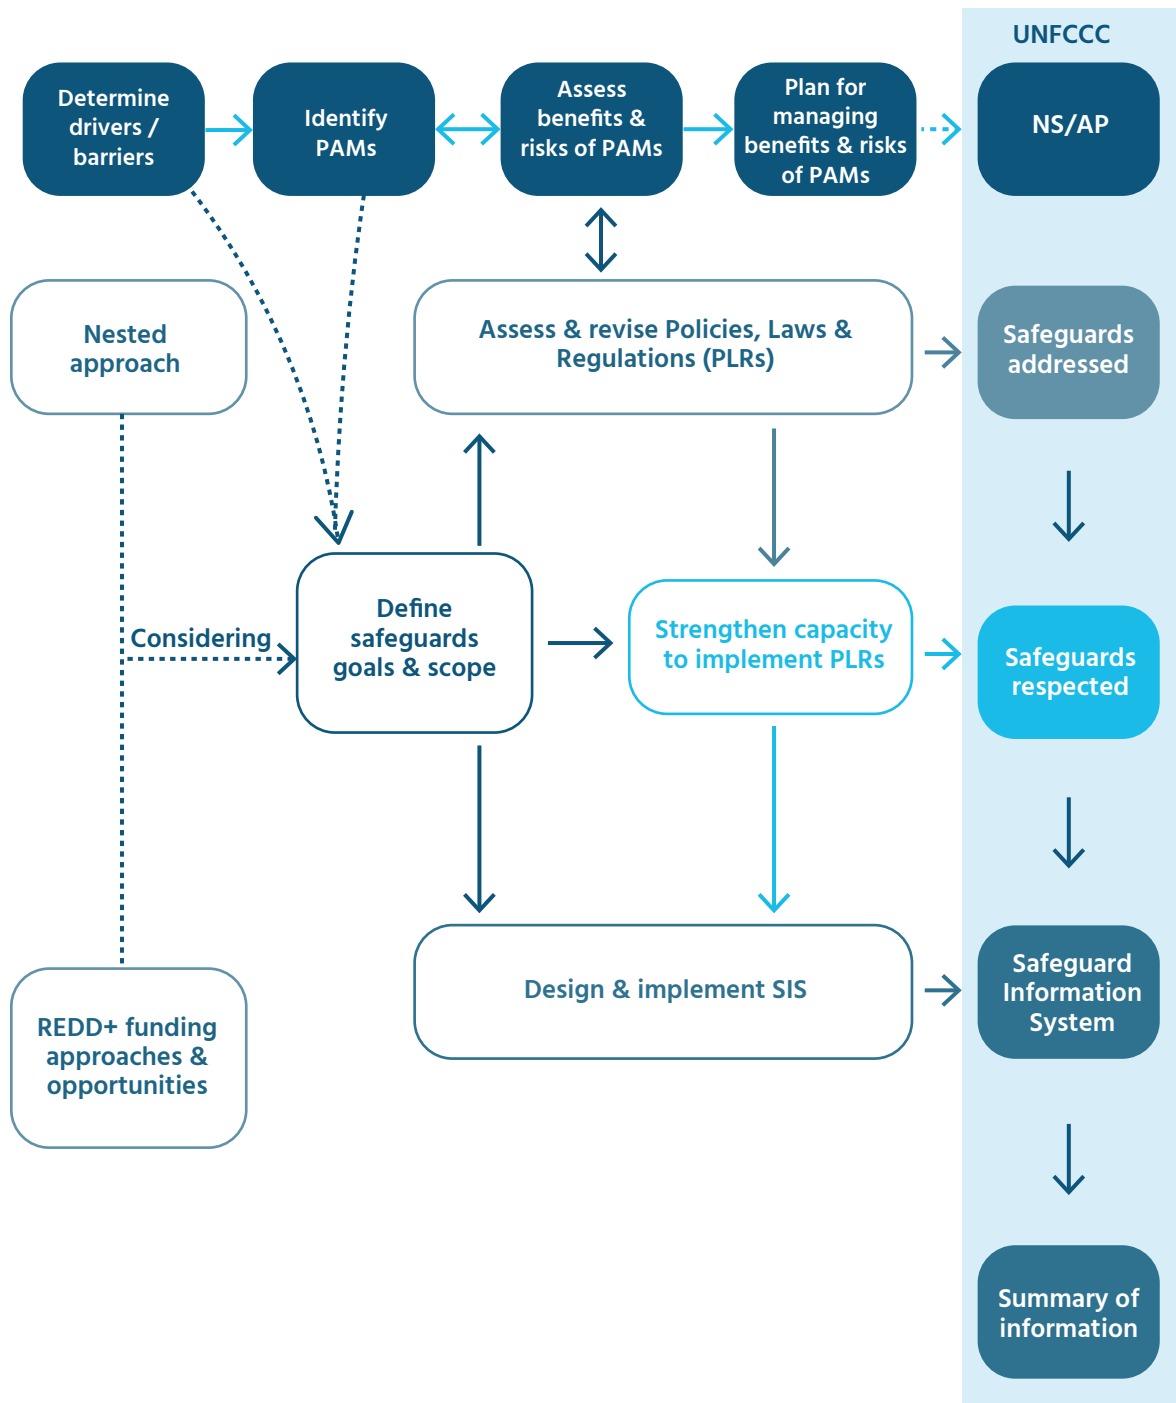 UNFCCC
Determine
drivers /
barriers
Identify
PAMs
Assess
benefits &
risks of PAMs
Plan for
managing
benefits & risks
of PAMs
NS/AP
Nested
approach
Assess & revise Policies, Laws &
Regulations (PLRs)
Safeguards
addressed
Considering
Define
safeguards
goals & scope
Strengthen capacity
to implement PLRs
Safeguards
respected
REDD+ funding
approaches &
opportunities
Design & implement SIS
Safeguard
Information
System
Summary of
information